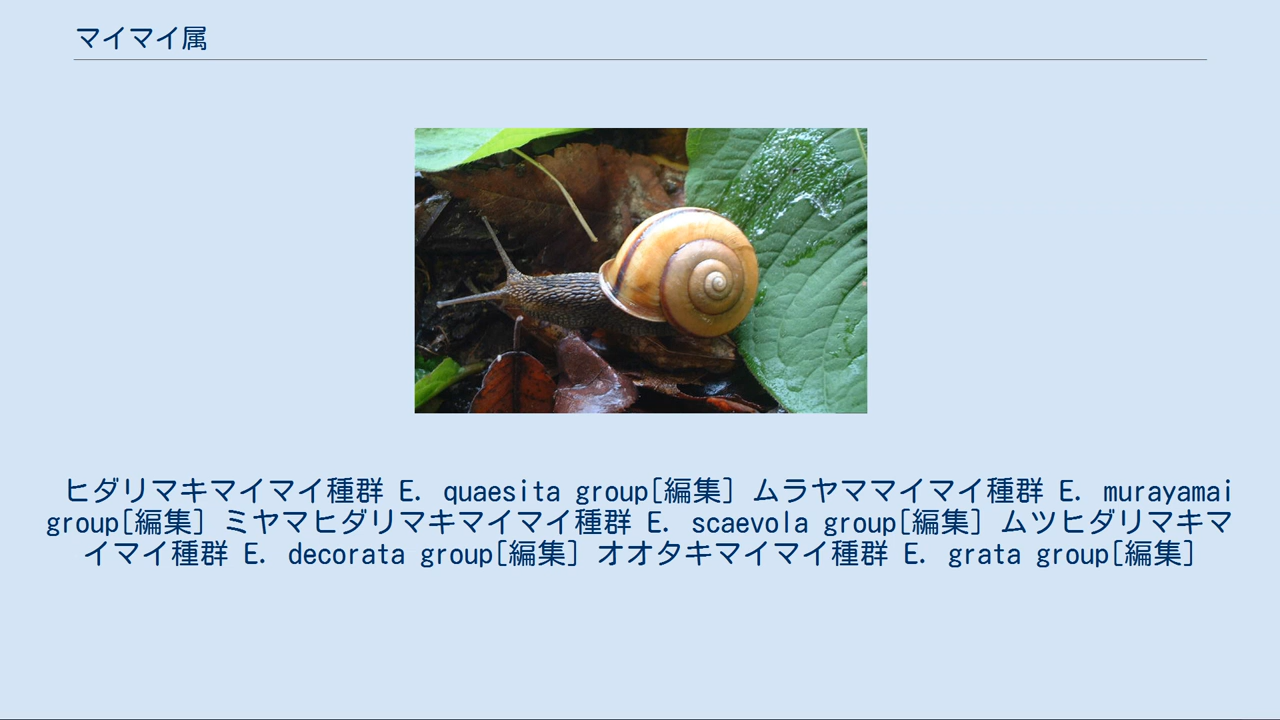 マイマイ属
ヒダリマキマイマイ種群 E. quaesita group[編集] ムラヤママイマイ種群 E. murayamai
group[編集] ミヤマヒダリマキマイマイ種群 E. scaevola group[編集] ムツヒダリマキマ
イマイ種群 E. decorata group[編集] オオタキマイマイ種群 E. grata group[編集]